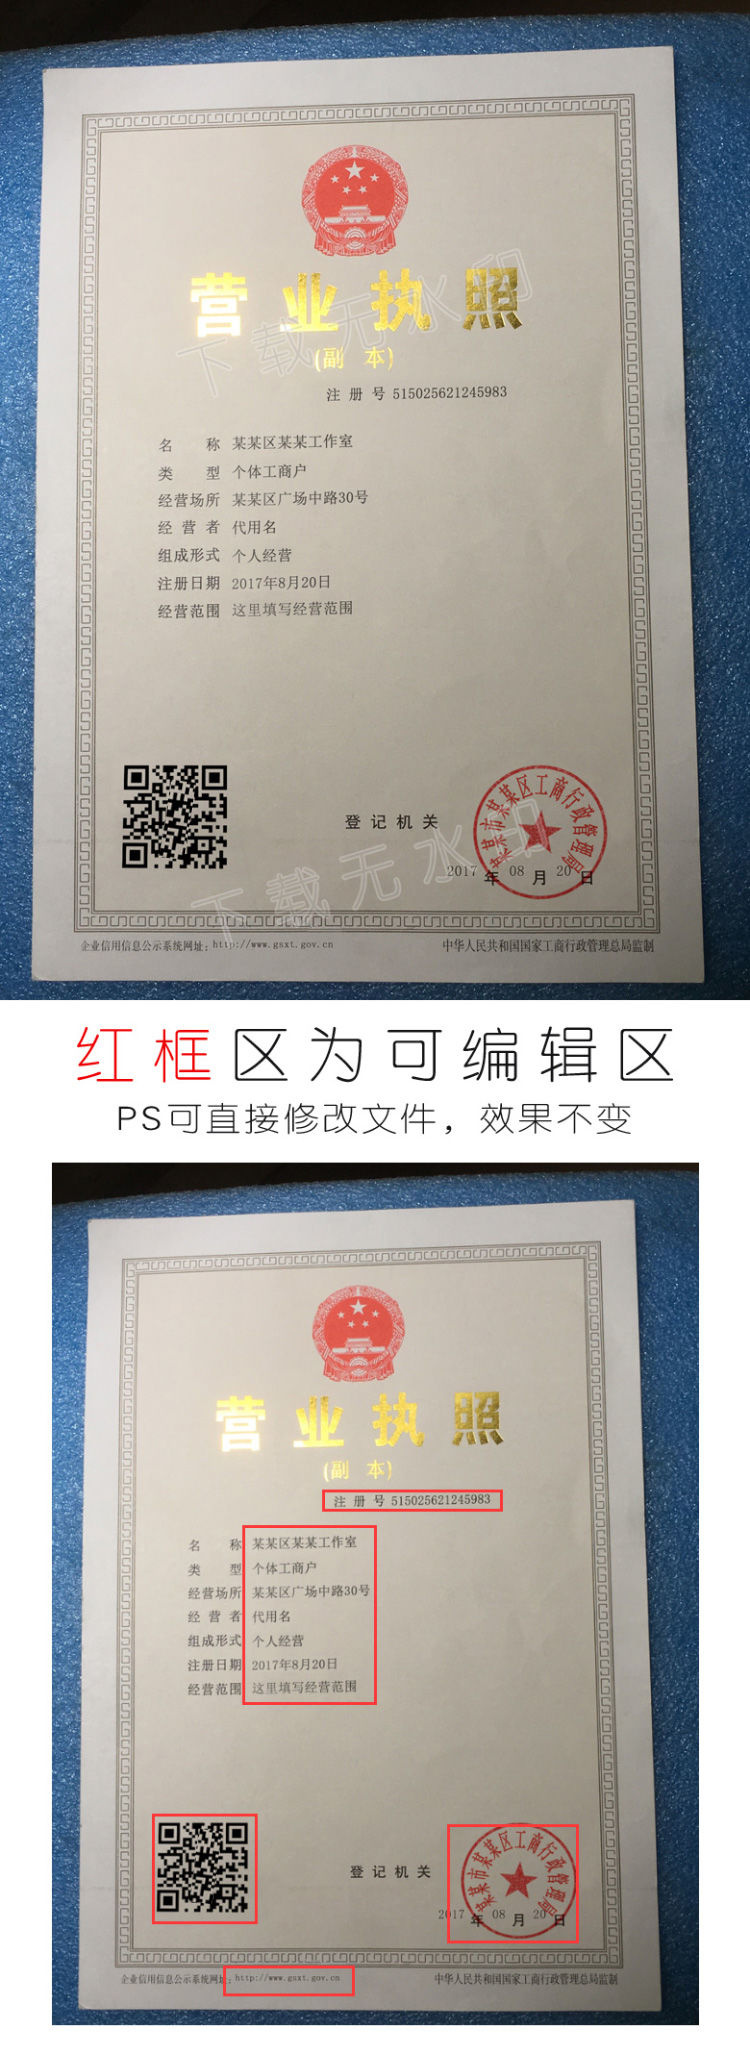 营业执照
(副 本)
注 册 号 515025621245983
名 称 某某区某某工作室
类 型 个体工商户
经营场所 某某区广场中路30号
经 营 者 代用名
组成形式 个人经营
注册日期 2017年8月20日
经营范围 这里填写经营范围
下载无水印
登 记 机 关
某某市某某区工商行政管理局
2017 年 08 月 20 日
下载无水印
企业信用信息公示系统网址: http://www.gsxt.gov.cn
中华人民共和国国家工商行政管理总局监制
红框区为可编辑区
PS可直接修改文件，效果不变
营业执照
(副 本)
注 册 号 515025621245983
名 称 某某区某某工作室
类 型 个体工商户
经营场所 某某区广场中路30号
经 营 者 代用名
组成形式 个人经营
注册日期 2017年8月20日
经营范围 这里填写经营范围
登 记 机 关
某某市某某区工商行政管理局
2017 年 08 月 20 日
企业信用信息公示系统网址: http://www.gsxt.gov.cn
中华人民共和国国家工商行政管理总局监制